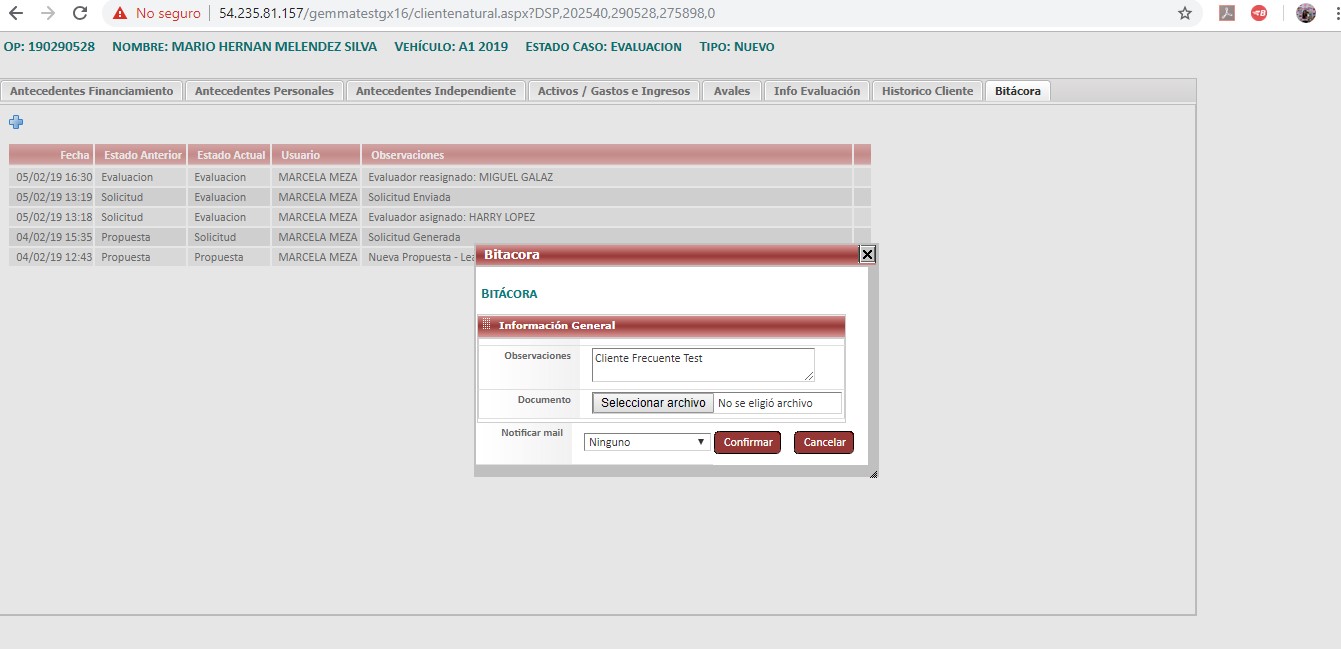 No seguro 54.235.81.157/gemmatestgx16/clientenatural.aspx?DSP,202540,290528,275898,0
OP: 190290528 NOMBRE: MARIO HERNAN MELENDEZ SILVA VEHÍCULO: A1 2019 ESTADO CASO: EVALUACION TIPO: NUEVO
Antecedentes Financiamiento Antecedentes Personales Antecedentes Independiente Activos / Gastos e Ingresos Avales Info Evaluación Historico Cliente Bitácora
Fecha Estado Anterior Estado Actual Usuario Observaciones
05/02/19 16:30 Evaluacion Evaluacion MARCELA MEZA Evaluador reasignado: MIGUEL GALAZ
05/02/19 13:19 Solicitud Evaluacion MARCELA MEZA Solicitud Enviada
05/02/19 13:18 Solicitud Evaluacion MARCELA MEZA Evaluador asignado: HARRY LOPEZ
04/02/19 15:35 Propuesta Solicitud MARCELA MEZA Solicitud Generada
04/02/19 12:43 Propuesta Propuesta MARCELA MEZA Nueva Propuesta - Lea
Bitacora
BITÁCORA
Información General
Observaciones Cliente Frecuente Test
Documento Seleccionar archivo No se eligió archivo
Notificar mail Ninguno Confirmar Cancelar